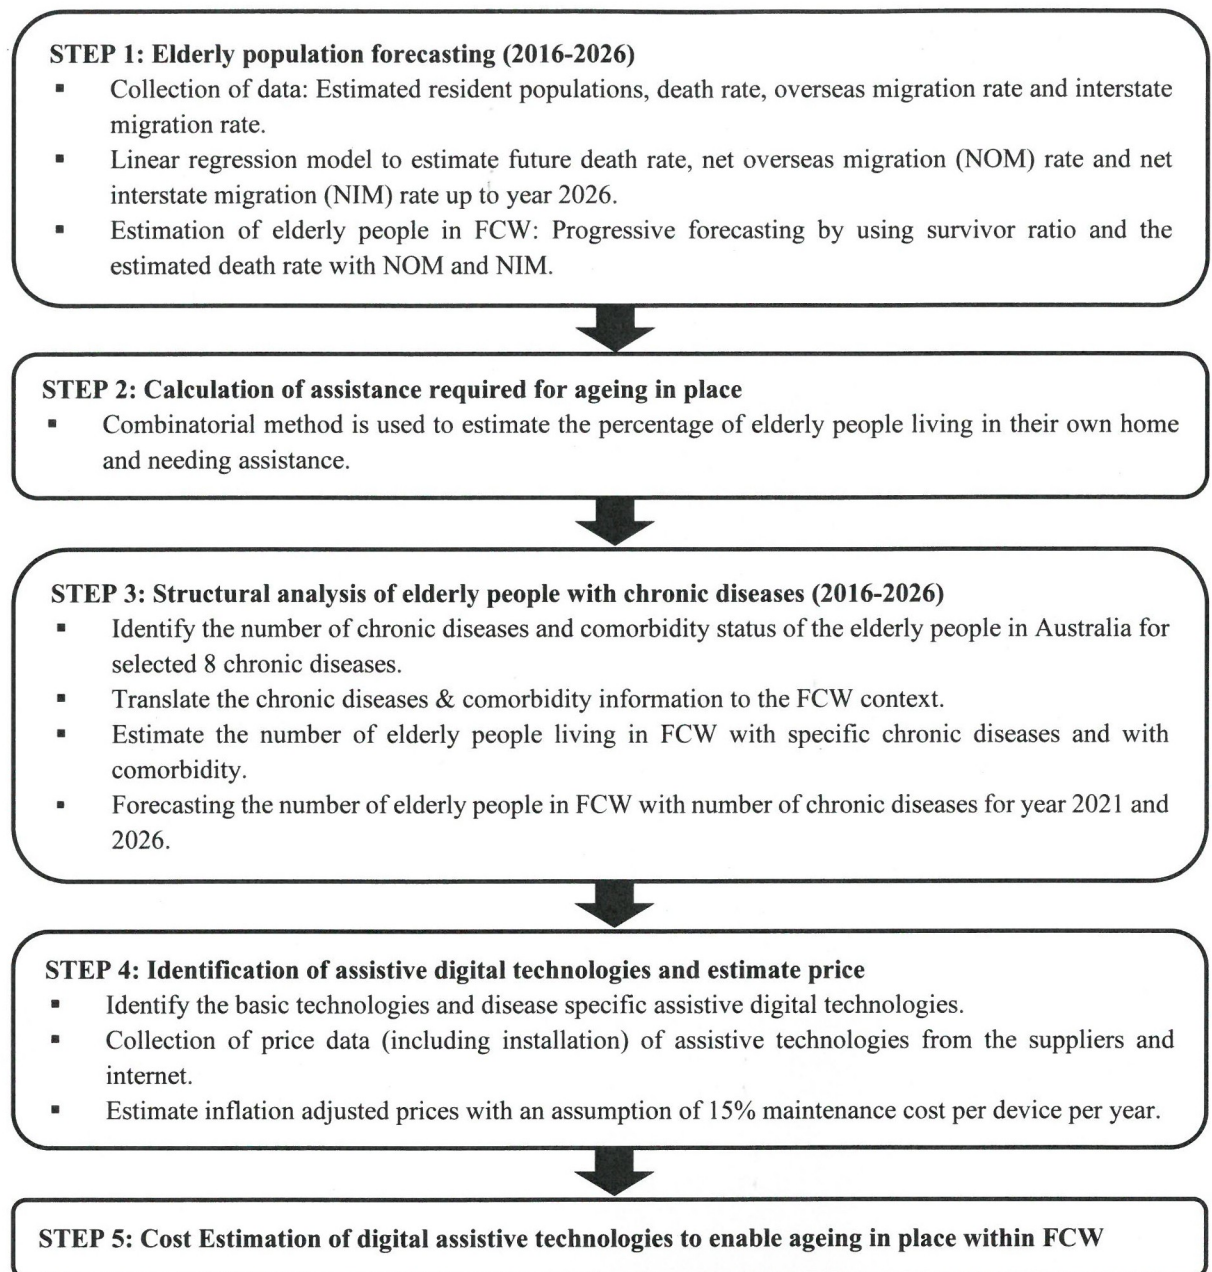 STEP 1: Elderly population forecasting (2016-2026)
▪ Collection of data: Estimated resident populations, death rate, overseas migration rate and interstate
migration rate.
▪ Linear regression model to estimate future death rate, net overseas migration (NOM) rate and net
interstate migration (NIM) rate up to year 2026.
▪ Estimation of elderly people in FCW: Progressive forecasting by using survivor ratio and the
estimated death rate with NOM and NIM.
STEP 2: Calculation of assistance required for ageing in place
▪ Combinatorial method is used to estimate the percentage of elderly people living in their own home
and needing assistance.
STEP 3: Structural analysis of elderly people with chronic diseases (2016-2026)
▪ Identify the number of chronic diseases and comorbidity status of the elderly people in Australia for
selected 8 chronic diseases.
▪ Translate the chronic diseases & comorbidity information to the FCW context.
▪ Estimate the number of elderly people living in FCW with specific chronic diseases and with
comorbidity.
▪ Forecasting the number of elderly people in FCW with number of chronic diseases for year 2021 and
2026.
STEP 4: Identification of assistive digital technologies and estimate price
▪ Identify the basic technologies and disease specific assistive digital technologies.
▪ Collection of price data (including installation) of assistive technologies from the suppliers and
internet.
▪ Estimate inflation adjusted prices with an assumption of 15% maintenance cost per device per year.
STEP 5: Cost Estimation of digital assistive technologies to enable ageing in place within FCW